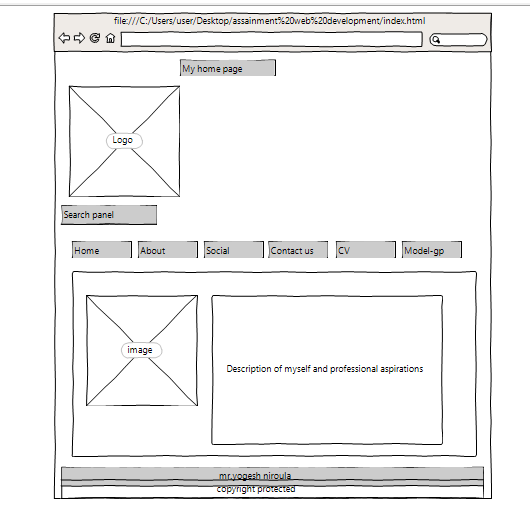 file:///C:/Users/user/Desktop/assainment%20web%20development/index.html
My home page
Logo
Search panel
Home About Social Contact us CV Model-gp
image
Description of myself and professional aspirations
mr.yogesh niroula
copyright protected